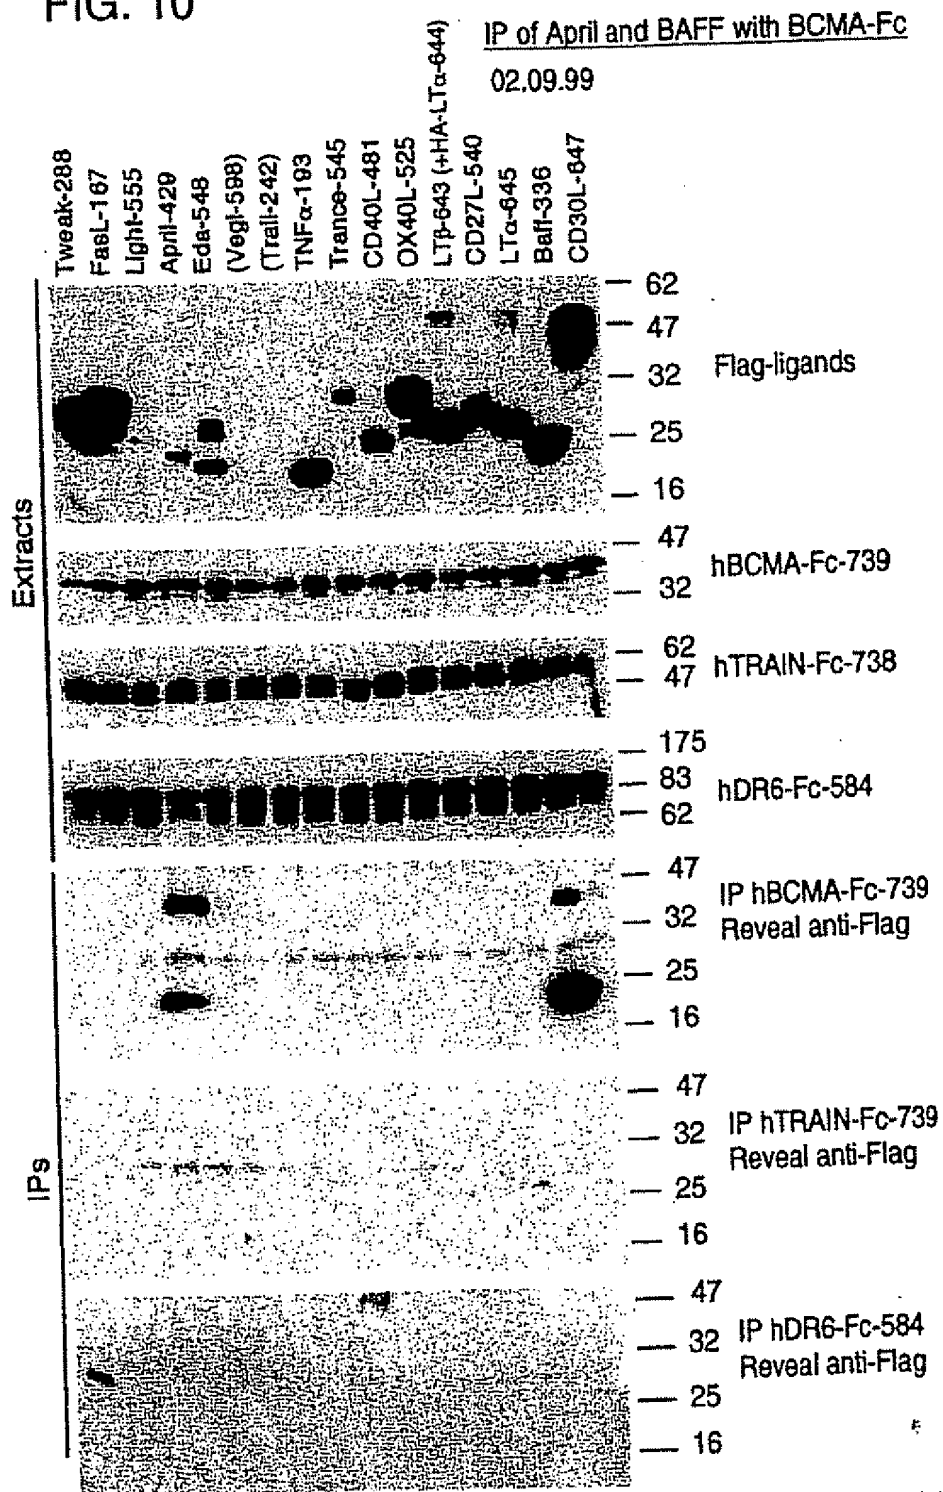 FIG. 10
IP of April and BAFF with BCMA-Fc
02.09.99
Tweak-288
FasL-167
Light-555
April-429
Eda-548
(Vegi-598)
(Trail-242)
TNFα-193
Trance-545
CD40L-481
OX40L-525
LTβ-643 (+HA-LTα-644)
CD27L-540
LTα-645
Baff-336
CD30L-647
Extracts
62
47
32
25
16
Flag-ligands
47
32
hBCMA-Fc-739
62
47
hTRAIN-Fc-738
175
83
62
hDR6-Fc-584
IPs
47
32
25
16
IP hBCMA-Fc-739
Reveal anti-Flag
47
32
25
16
IP hTRAIN-Fc-739
Reveal anti-Flag
47
32
25
16
IP hDR6-Fc-584
Reveal anti-Flag